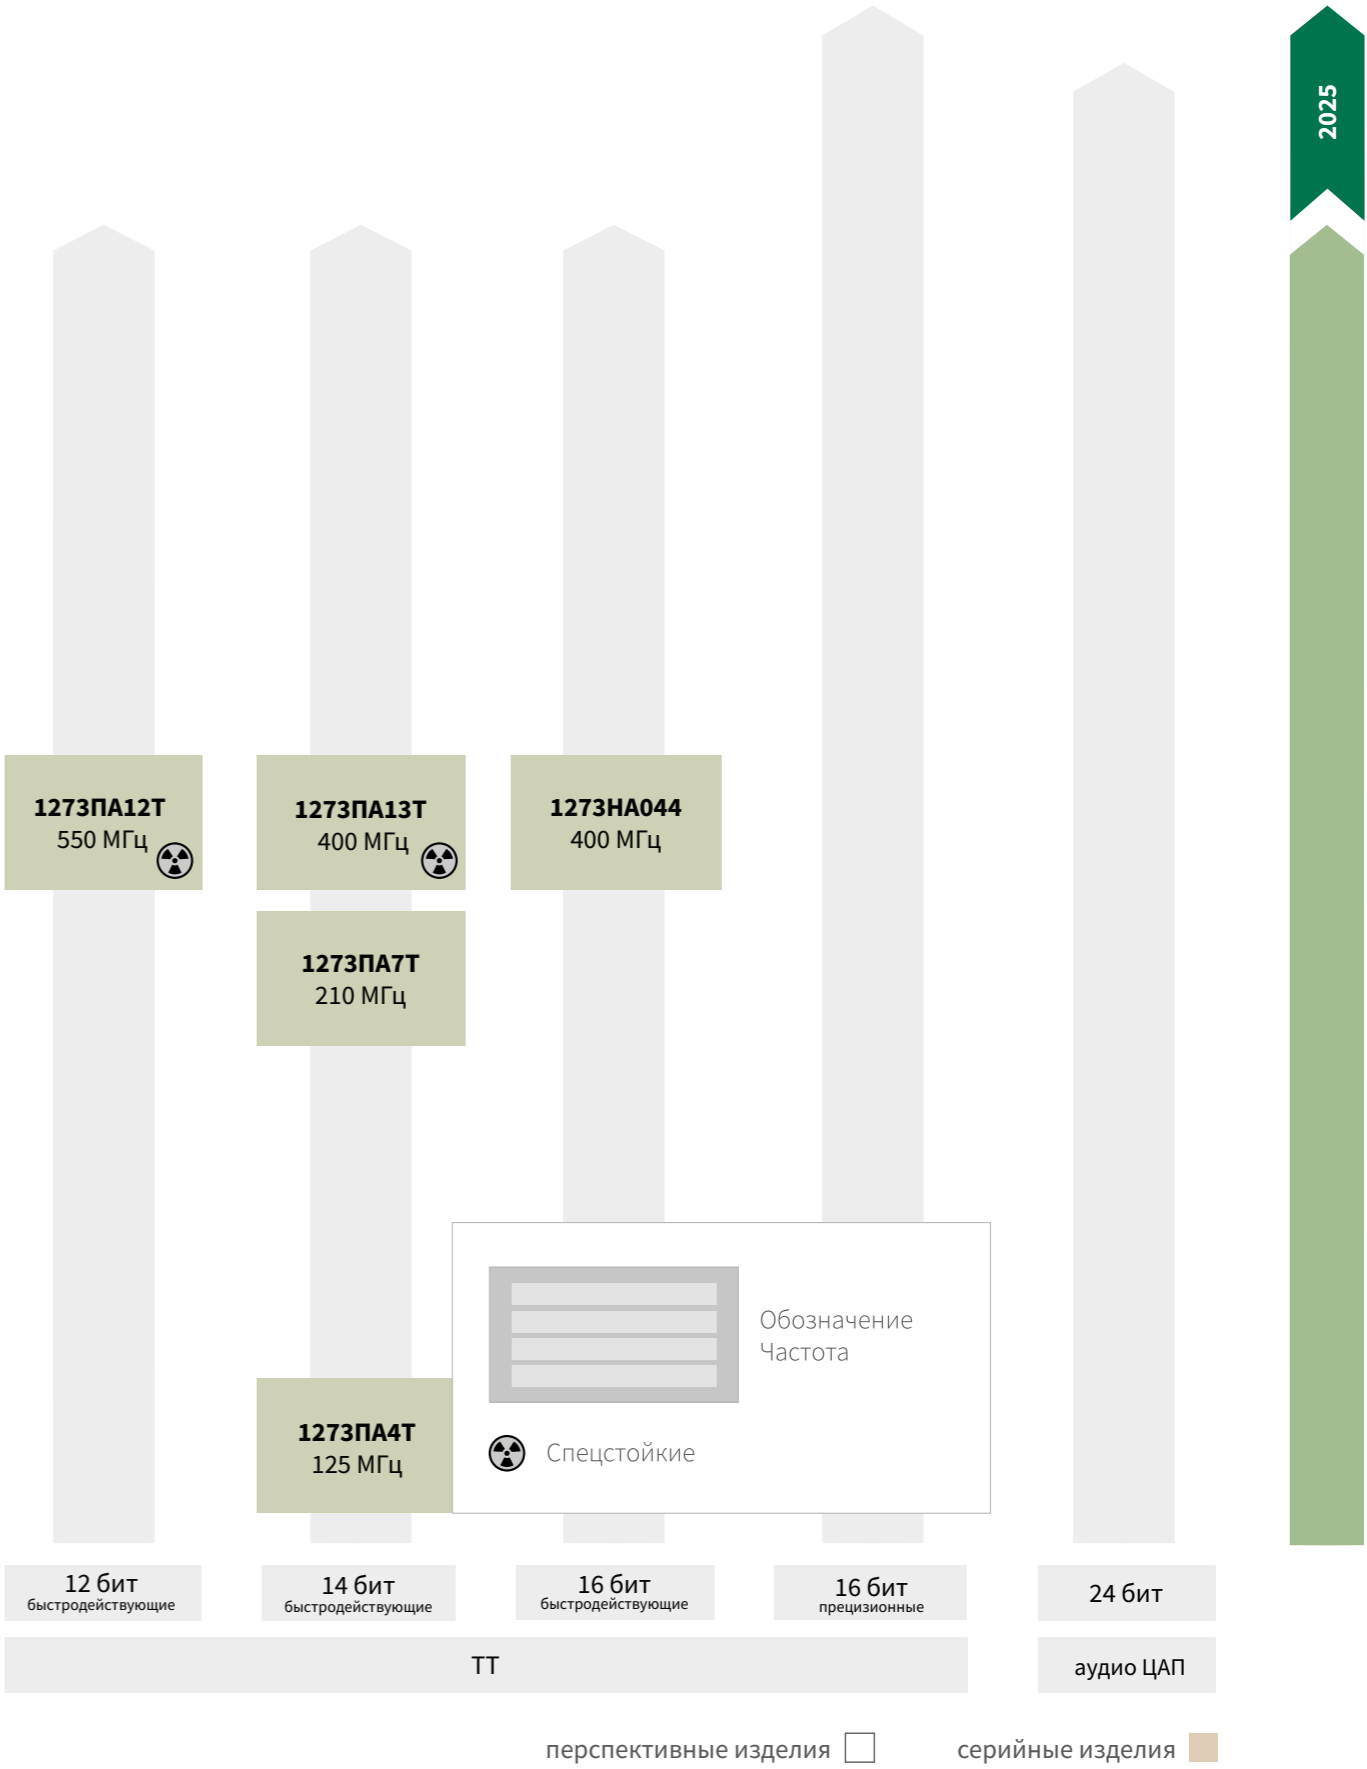 2025
1273ПА12Т
550 МГц
1273ПА13Т
400 МГц
1273НА044
400 МГц
1273ПА7Т
210 МГц
1273ПА4Т
125 МГц
Обозначение
Частота
Спецстойкие
12 бит
быстродействующие
14 бит
быстродействующие
16 бит
быстродействующие
16 бит
прецизионные
24 бит
ТТ
аудио ЦАП
перспективные изделия
серийные изделия